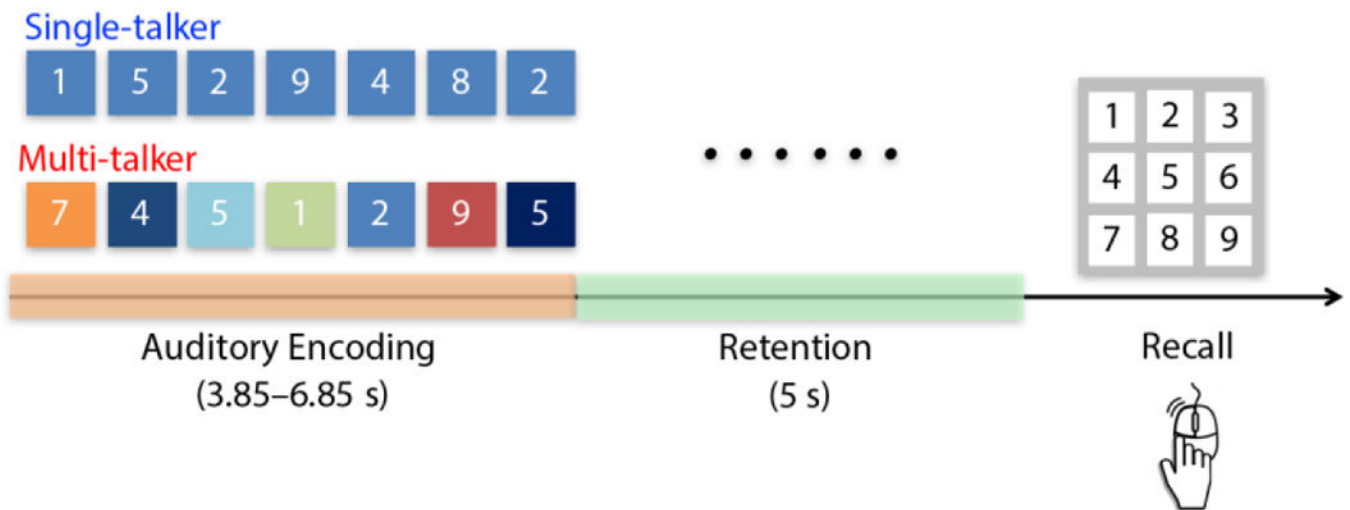 Single-talker
1 5 2 9 4 8 2
Multi-talker
7 4 5 1 2 9 5
1 2 3
4 5 6
7 8 9
Auditory Encoding
(3.85–6.85 s)
Retention
(5 s)
Recall